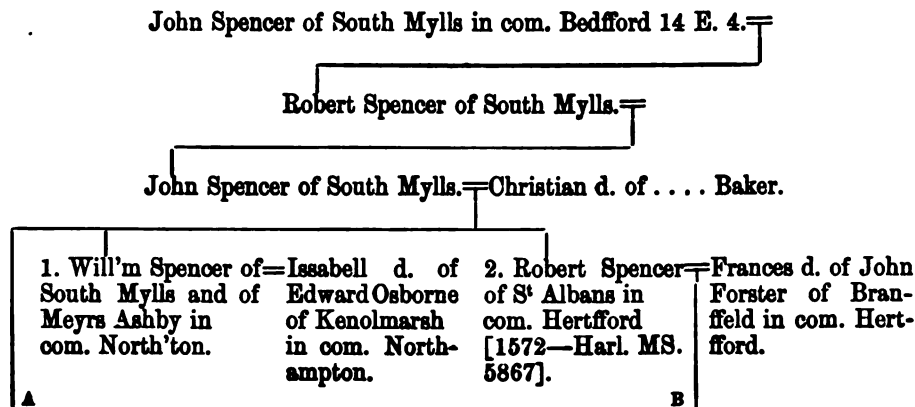 John Spencer of South Mylls in com. Bedfford 14 E. 4.
Robert Spencer of South Mylls.
John Spencer of South Mylls.=Christian d. of .... Baker.
1. Will'm Spencer of=
South Mylls and of
Meyrs Ashby in
com. North'ton.
Issabell d. of
Edward Osborne
of Kenolmarsh
in com. North-
ampton.
2. Robert Spencer=
of Sᵗ Albans in
com. Hertfford
[1572—Harl. MS.
5867].
Frances d. of John
Forster of Bran-
ffeld in com. Hert-
fford.
A
B